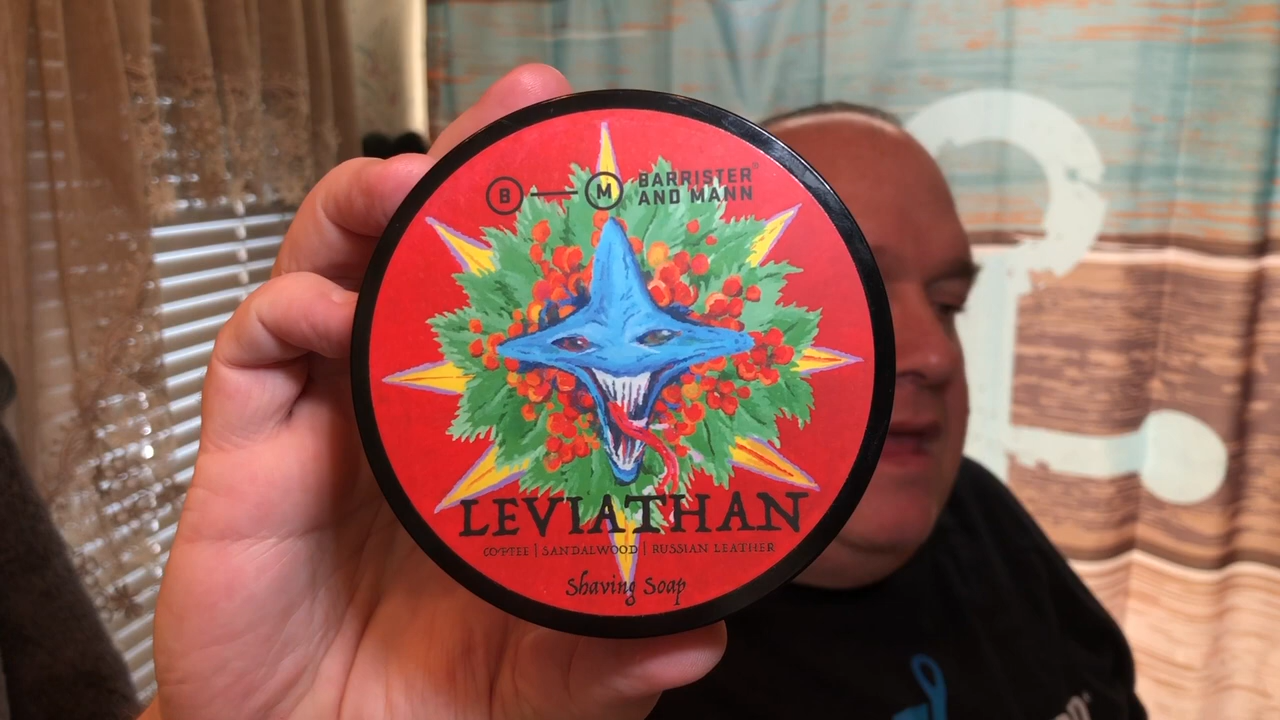 B M BARRISTER®
AND MANN
LEVIATHAN
COFFEE | SANDALWOOD | RUSSIAN LEATHER
Shaving Soap